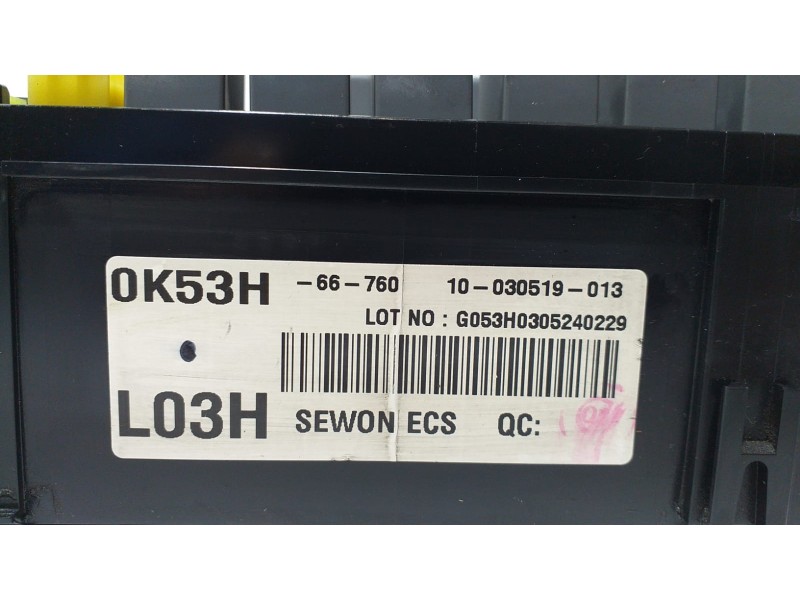 0K53H -66-760 10-030519-013
LOT NO : G053H0305240229
L03H SEWON ECS QC: